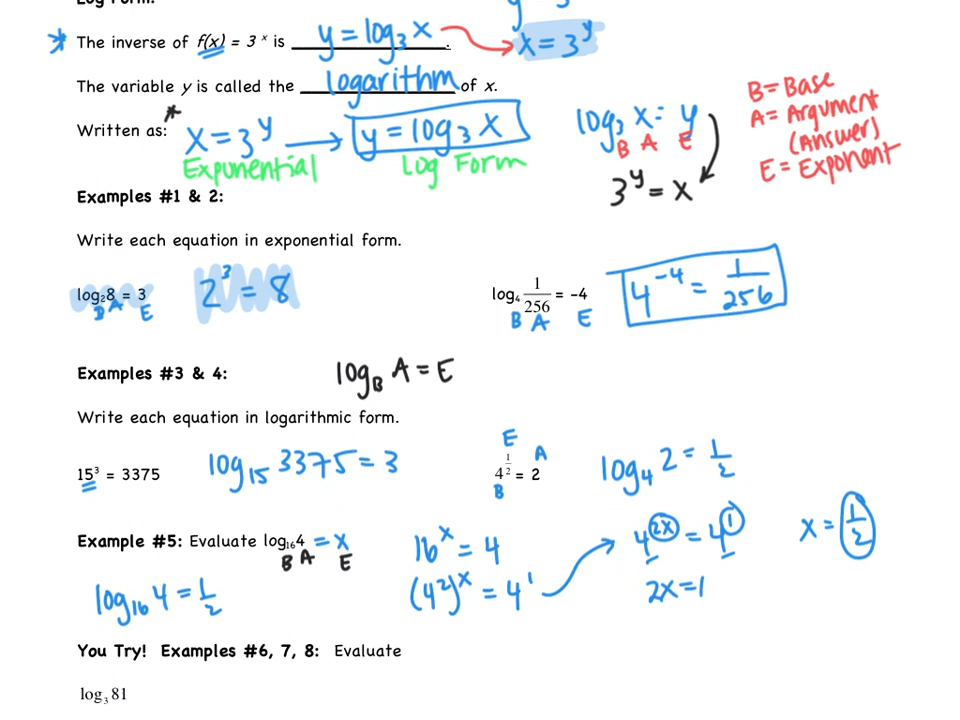 Log Form:
* The inverse of f(x) = 3^x is y = log₃ x. → x = 3^y
The variable y is called the logarithm of x.
Written as: * x = 3^y → y = log₃ x
Exponential Log Form
log₃ x = y
B A E
3^y = x
B = Base
A = Argument
(Answer)
E = Exponent
Examples #1 & 2:
Write each equation in exponential form.
log₂8 = 3 2³ = 8
B A E
log₄ 1/256 = -4 4^-4 = 1/256
B A E
Examples #3 & 4: log_B A = E
Write each equation in logarithmic form.
15³ = 3375 log₁₅ 3375 = 3
E
A
4^(1/2) = 2 log₄ 2 = 1/2
B
Example #5: Evaluate log₁₆4 = x
B A E
log₁₆ 4 = 1/2
16^x = 4
(4²)^x = 4¹ →
4^2x = 4^1
2x = 1
x = 1/2
You Try! Examples #6, 7, 8: Evaluate
log₃ 81